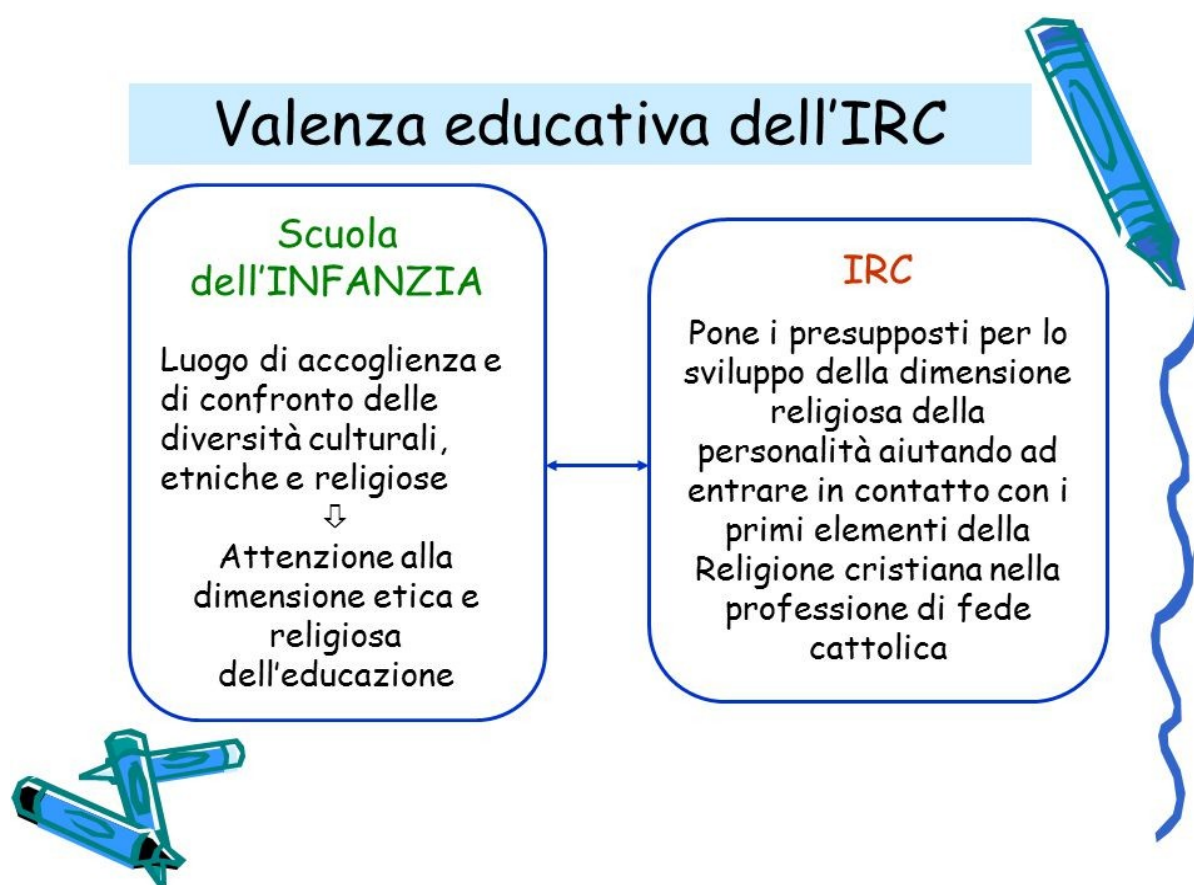 Valenza educativa dell'IRC
Scuola
dell'INFANZIA
Luogo di accoglienza e
di confronto delle
diversità culturali,
etniche e religiose
⇩
Attenzione alla
dimensione etica e
religiosa
dell'educazione
IRC
Pone i presupposti per lo
sviluppo della dimensione
religiosa della
personalità aiutando ad
entrare in contatto con i
primi elementi della
Religione cristiana nella
professione di fede
cattolica